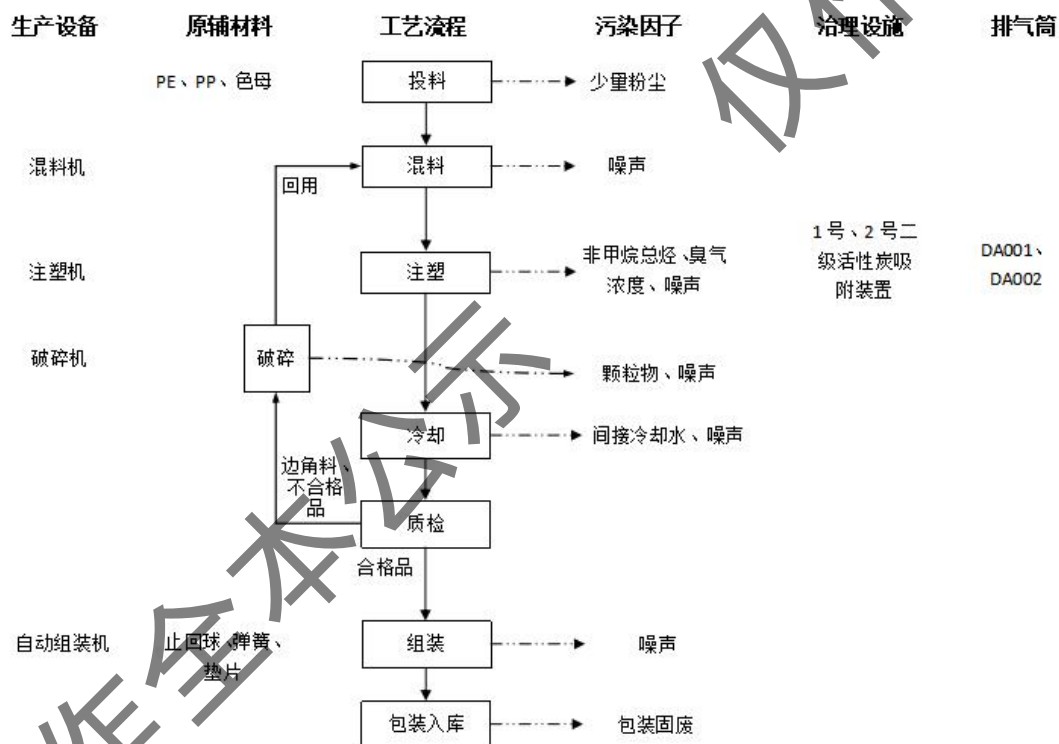 生产设备 原辅材料 工艺流程 污染因子 治理设施 排气筒
PE、PP、色母 投料 少量粉尘
混料机 混料 噪声
回用
注塑机 注塑 非甲烷总烃、臭气
浓度、噪声
1号、2号二
级活性炭吸
附装置
DA001、
DA002
破碎机 破碎 颗粒物、噪声
冷却 间接冷却水、噪声
边角料、
不合格
品
质检
合格品
自动组装机 止回球、弹簧、
垫片
组装 噪声
包装入库 包装固废
仅作全本公示